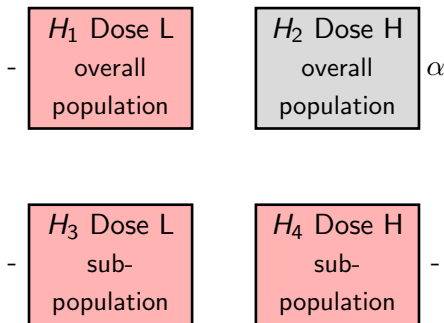 H₁ Dose L
overall
population
-
H₂ Dose H
overall
population
α
H₃ Dose L
sub-
population
-
H₄ Dose H
sub-
population
-